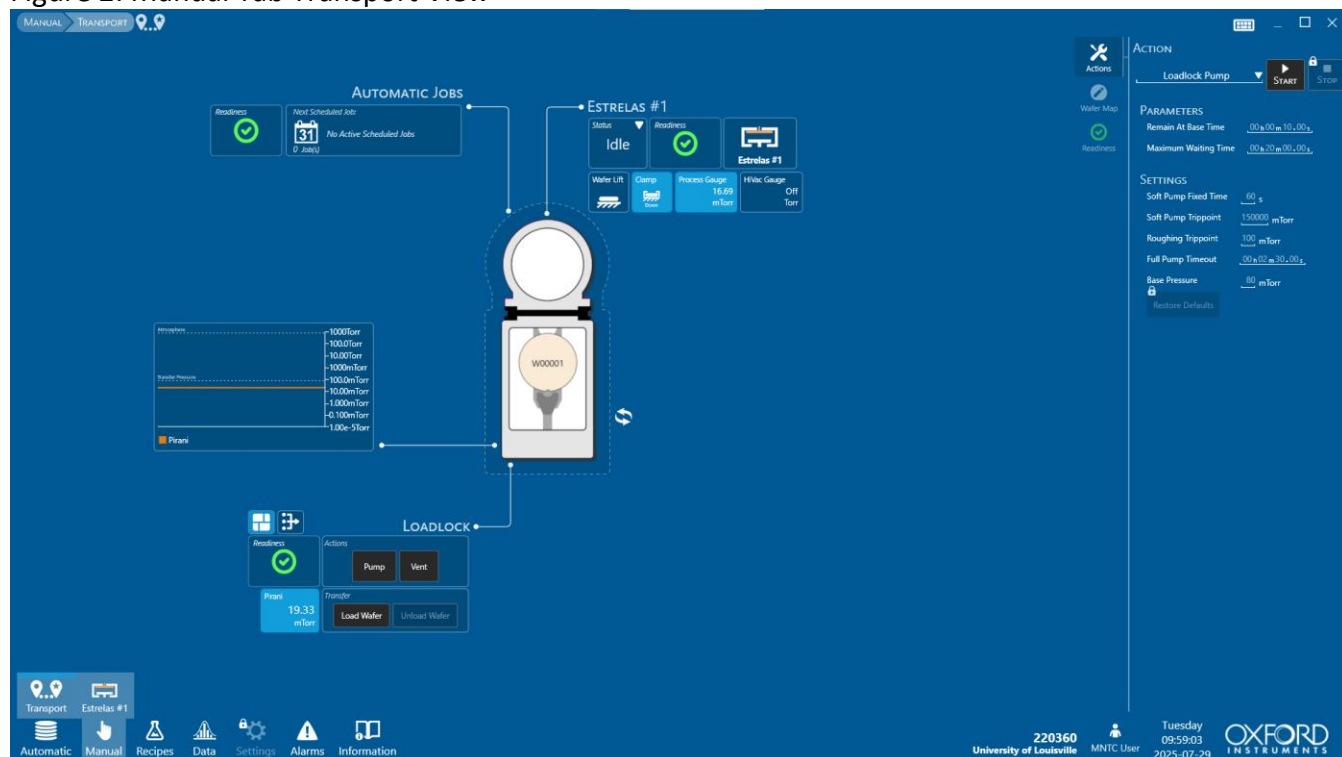 Figure 2: Manual Tab Transport View
MANUAL
TRANSPORT
ACTION
Actions
Loadlock Pump
START
STOP
Wafer Map
Readiness
PARAMETERS
Remain At Base Time 00h00m10.00s
Maximum Waiting Time 00h20m00.00s
SETTINGS
Soft Pump Fixed Time 60 s
Soft Pump Trippoint 150000 mTorr
Roughing Trippoint 100 mTorr
Full Pump Timeout 00h02m30.00s
Base Pressure 80 mTorr
Restore Defaults
AUTOMATIC JOBS
Readiness
Next Scheduled Job:
31
No Active Scheduled Jobs
0 Job(s)
ESTRELAS #1
Status
Idle
Readiness
Estrelas #1
Wafer Lift
Clamp
Down
Process Gauge
16.69
mTorr
HiVac Gauge
Off
Torr
Atmosphere
1000Torr
100.0Torr
10.00Torr
1000mTorr
Transfer Pressure
100.0mTorr
10.00mTorr
1.000mTorr
0.100mTorr
1.00e-5Torr
Pirani
W00001
LOADLOCK
Readiness
Actions
Pump
Vent
Pirani
19.33
mTorr
Transfer
Load Wafer
Unload Wafer
Transport
Estrelas #1
Automatic
Manual
Recipes
Data
Settings
Alarms
Information
220360
University of Louisville
MNTC User
Tuesday
09:59:03
2025-07-29
OXFORD
INSTRUMENTS